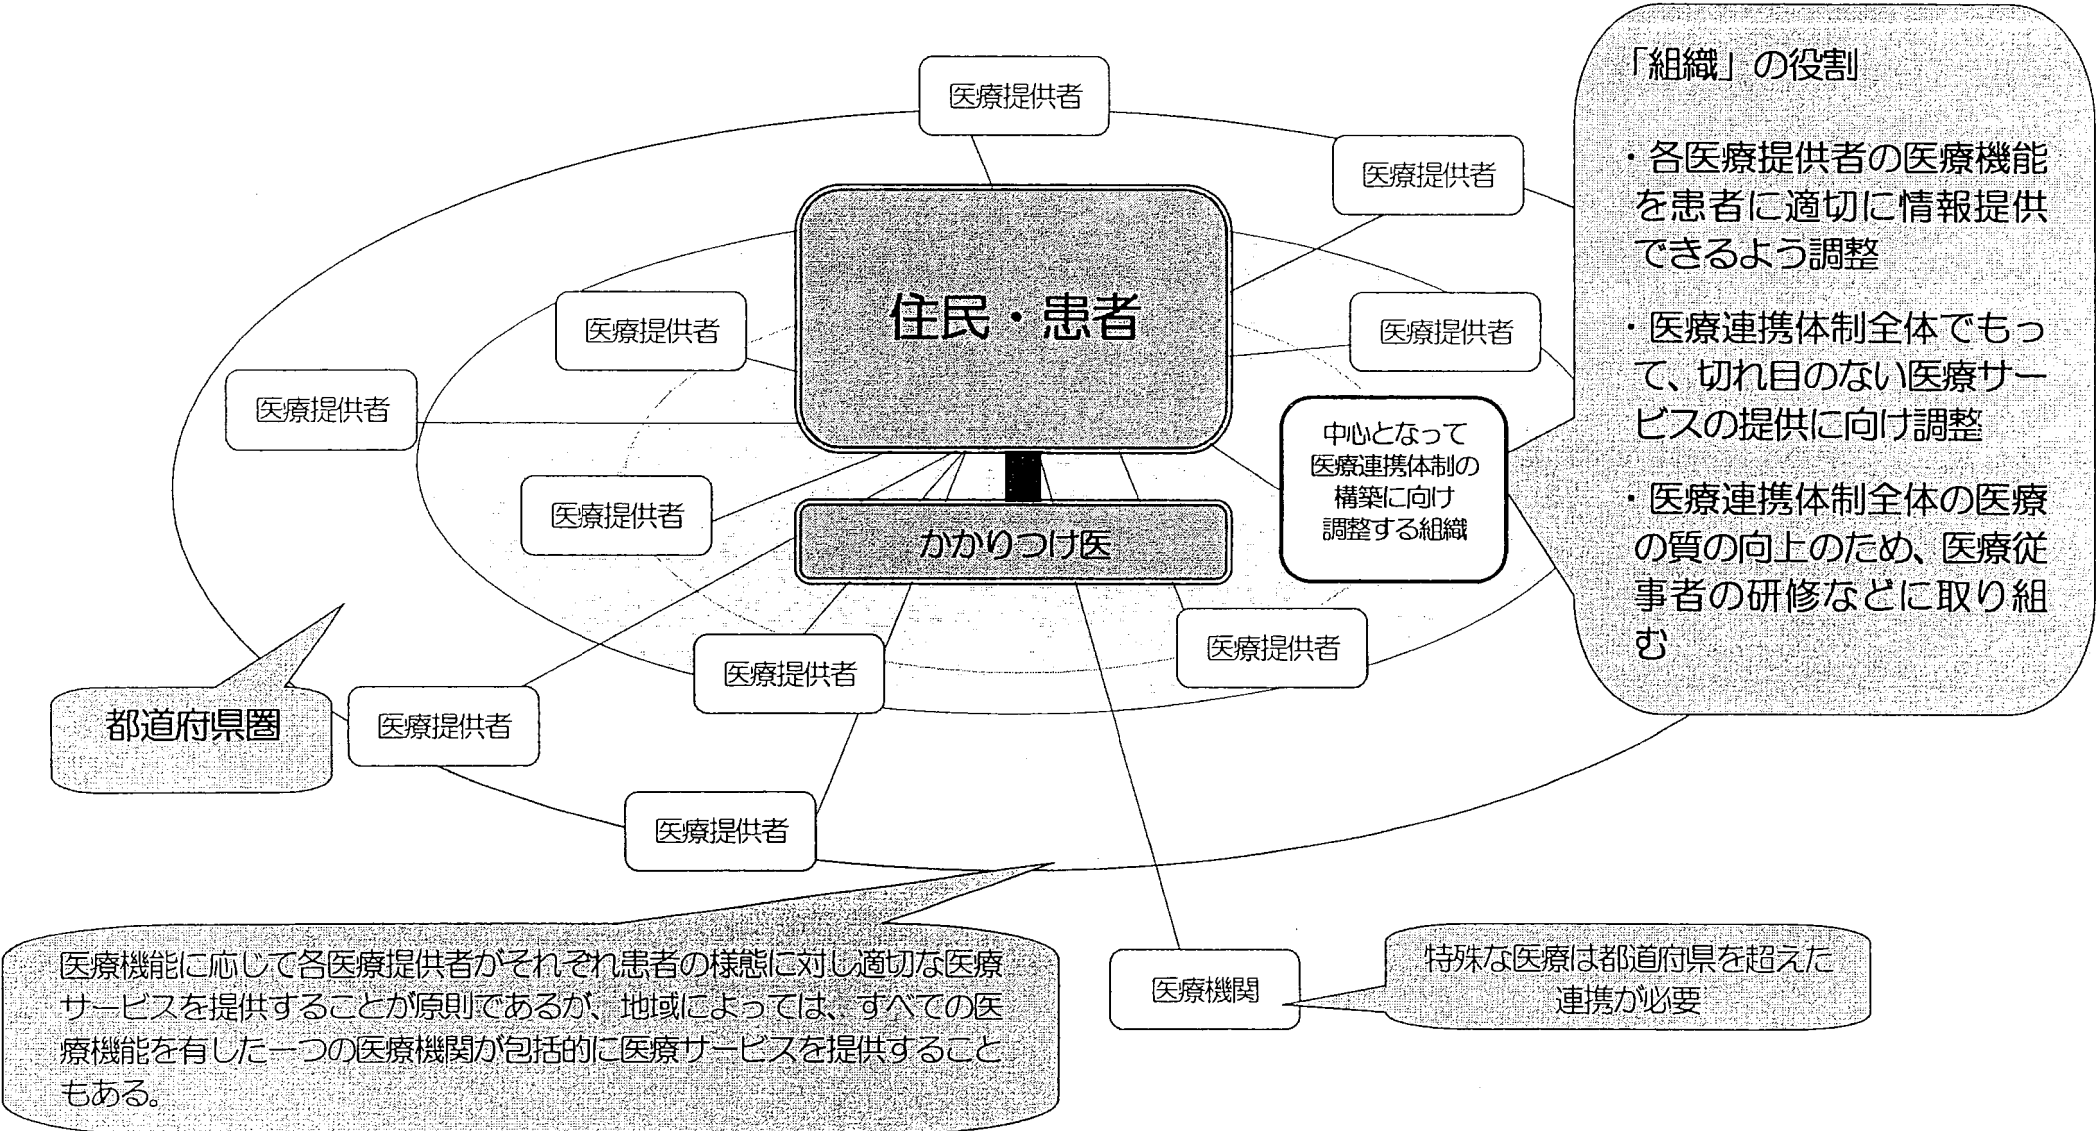 医療提供者
医療提供者
医療提供者
医療提供者
医療提供者
医療提供者
住民・患者
かかりつけ医
中心となって
医療連携体制の
構築に向け
調整する組織
医療提供者
医療提供者
医療提供者
医療提供者
都道府県圏
「組織」の役割
・各医療提供者の医療機能
を患者に適切に情報提供
できるよう調整
・医療連携体制全体でもっ
て、切れ目のない医療サー
ビスの提供に向け調整
・医療連携体制全体の医療
の質の向上のため、医療従
事者の研修などに取り組
む
医療機能に応じて各医療提供者がそれぞれ患者の様態に対し適切な医療
サービスを提供することが原則であるが、地域によっては、すべての医
療機能を有した一つの医療機関が包括的に医療サービスを提供すること
もある。
医療機関
特殊な医療は都道府県を超えた
連携が必要